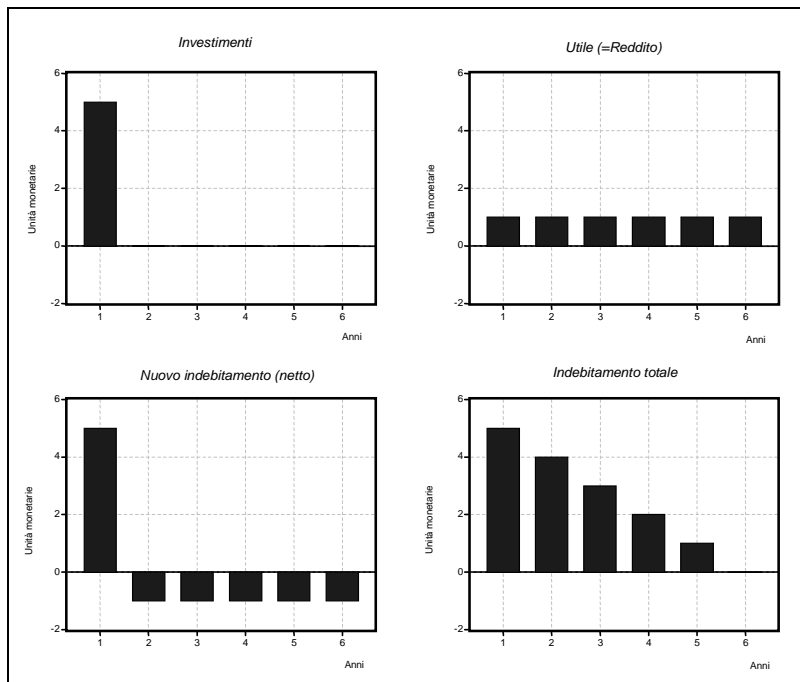 Investimenti
6
4
2
0
-2
Unità monetarie
1 2 3 4 5 6
Anni
Utile (=Reddito)
6
4
2
0
-2
Unità monetarie
1 2 3 4 5 6
Anni
Nuovo indebitamento (netto)
6
4
2
0
-2
Unità monetarie
1 2 3 4 5 6
Anni
Indebitamento totale
6
4
2
0
-2
Unità monetarie
1 2 3 4 5 6
Anni